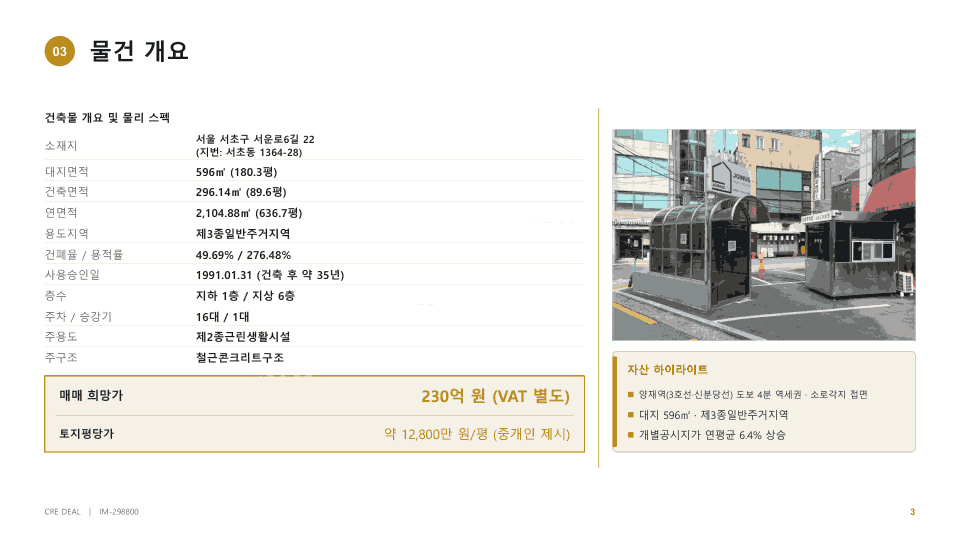 03 물건 개요
건축물 개요 및 물리 스펙
소재지 서울 서초구 서운로6길 22
(지번: 서초동 1364-28)
대지면적 596㎡ (180.3평)
건축면적 296.14㎡ (89.6평)
연면적 2,104.88㎡ (636.7평)
용도지역 제3종일반주거지역
건폐율 / 용적률 49.69% / 276.48%
사용승인일 1991.01.31 (건축 후 약 35년)
층수 지하 1층 / 지상 6층
주차 / 승강기 16대 / 1대
주용도 제2종근린생활시설
주구조 철근콘크리트구조
매매 희망가 230억 원 (VAT 별도)
토지평당가 약 12,800만 원/평 (중개인 제시)
JOINUS
자산 하이라이트
■ 양재역(3호선·신분당선) 도보 4분 역세권 · 소로각지 접면
■ 대지 596㎡ · 제3종일반주거지역
■ 개별공시지가 연평균 6.4% 상승
CRE DEAL | IM-298800
3